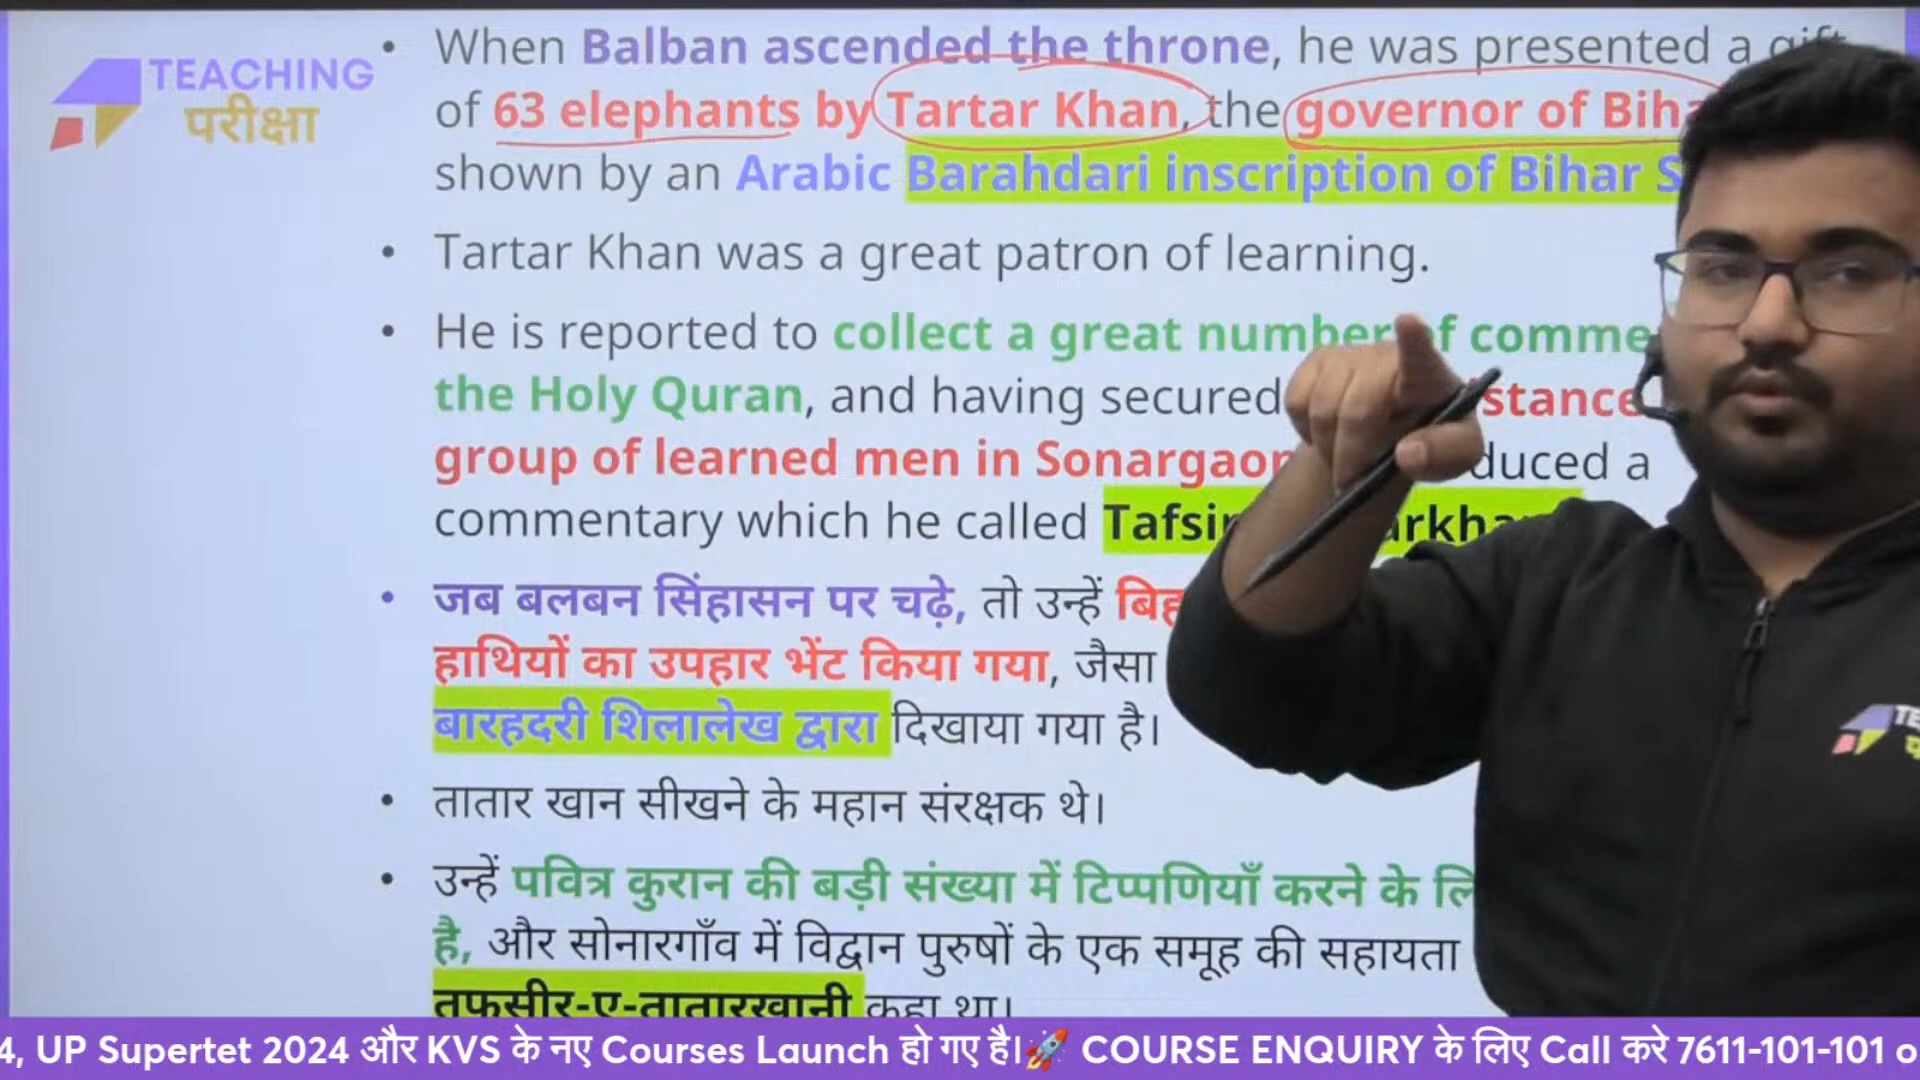 TEACHING
परीक्षा
• When Balban ascended the throne, he was presented a gift
of 63 elephants by Tartar Khan, the governor of
shown by an Arabic Barahdari inscription of Bihar
• Tartar Khan was a great patron of learning.
• He is reported to collect a great number of
the Holy Quran, and having secured
group of learned men in a
commentary which he called
• जब बलबन सिंहासन पर चढ़े, तो उन्हें
हाथियों का उपहार भेंट किया गया, जैसा
बारहदरी शिलालेख द्वारा दिखाया गया है।
• तातार खान सीखने के महान संरक्षक थे।
• उन्हें पवित्र कुरान की बड़ी संख्या में टिप्पणियाँ करने के
है, और सोनारगाँव में विद्वान पुरुषों के एक समूह की सहायता
तफसीर-ए-तातारखानी कहा था।
4, UP Supertet 2024 और KVS के नए Courses Launch हो गए है।🚀 COURSE ENQUIRY के लिए Call करे 7611-101-101 o